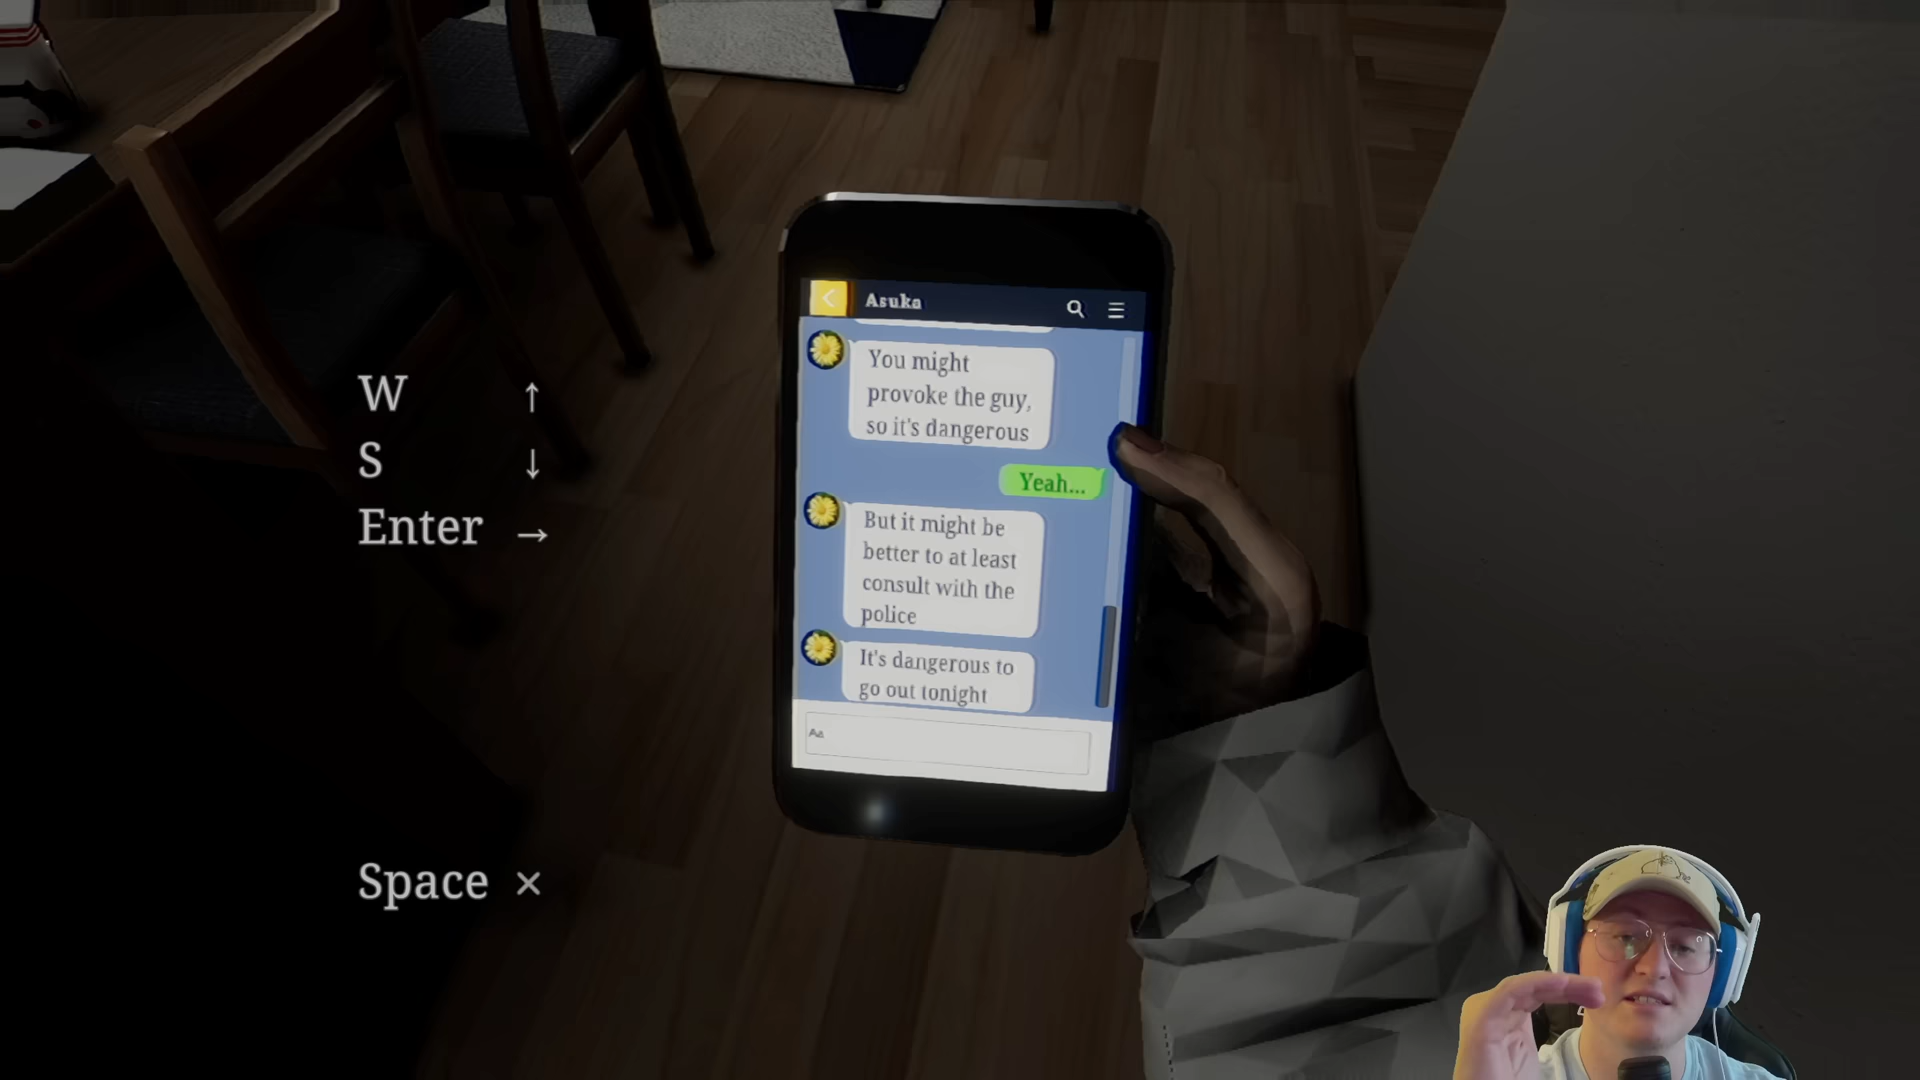 Asuka
You might
provoke the guy,
so it's dangerous
Yeah...
But it might be
better to at least
consult with the
police
It's dangerous to
go out tonight
Aa
W ↑
S ↓
Enter →
Space ×